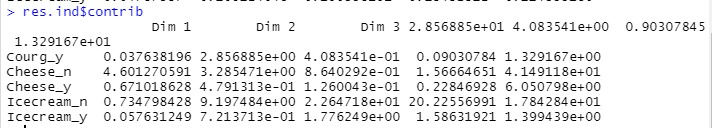 > res.ind$contrib
Dim 1 Dim 2 Dim 3 2.856885e+01 4.083541e+00 0.90307845
1.329167e+01
Courg_y 0.037638196 2.856885e+00 4.083541e-01 0.09030784 1.329167e+00
Cheese_n 4.601270591 3.285471e+00 8.640292e-01 1.56664651 4.149118e+01
Cheese_y 0.671018628 4.791313e-01 1.260043e-01 0.22846928 6.050798e+00
Icecream_n 0.734798428 9.197484e+00 2.264718e+01 20.22556991 1.784284e+01
Icecream_y 0.057631249 7.213713e-01 1.776249e+00 1.58631921 1.399439e+00